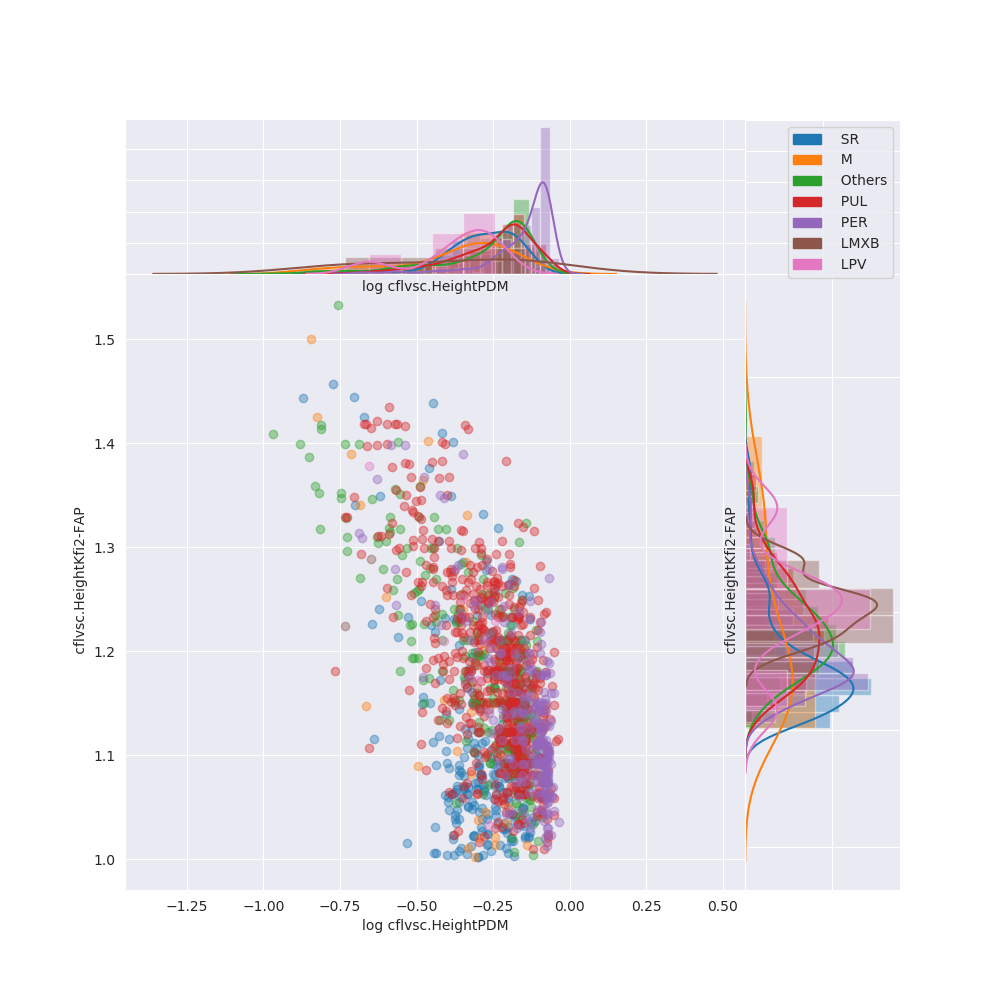 SR
M
Others
PUL
PER
LMXB
LPV
log cflvsc.HeightPDM
1.5
1.4
1.3
1.2
1.1
1.0
cflvsc.HeightKfi2-FAP
cflvsc.HeightKfi2-FAP
−1.25 −1.00 −0.75 −0.50 −0.25 0.00 0.25 0.50
log cflvsc.HeightPDM